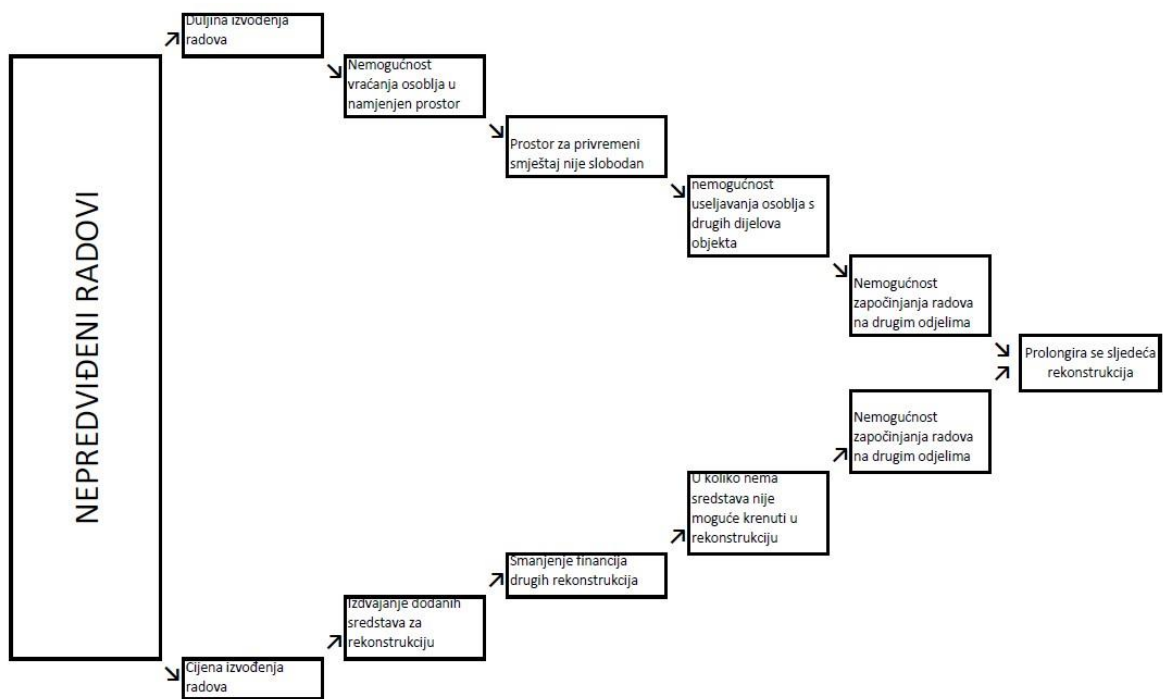 NEPREDVIĐENI RADOVI
Duljina izvođenja
radova
Nemogućnost
vraćanja osoblja u
namjenjen prostor
Prostor za privremeni
smještaj nije slobodan
nemogućnost
useljavanja osoblja s
drugih dijelova
objekta
Nemogućnost
započinjanja radova
na drugim odjelima
Prolongira se sljedeća
rekonstrukcija
Nemogućnost
započinjanja radova
na drugim odjelima
U koliko nema
sredstava nije
moguće krenuti u
rekonstrukciju
Smanjenje financija
drugih rekonstrukcija
Izdvajanje dodanih
sredstava za
rekonstrukciju
Cijena izvođenja
radova